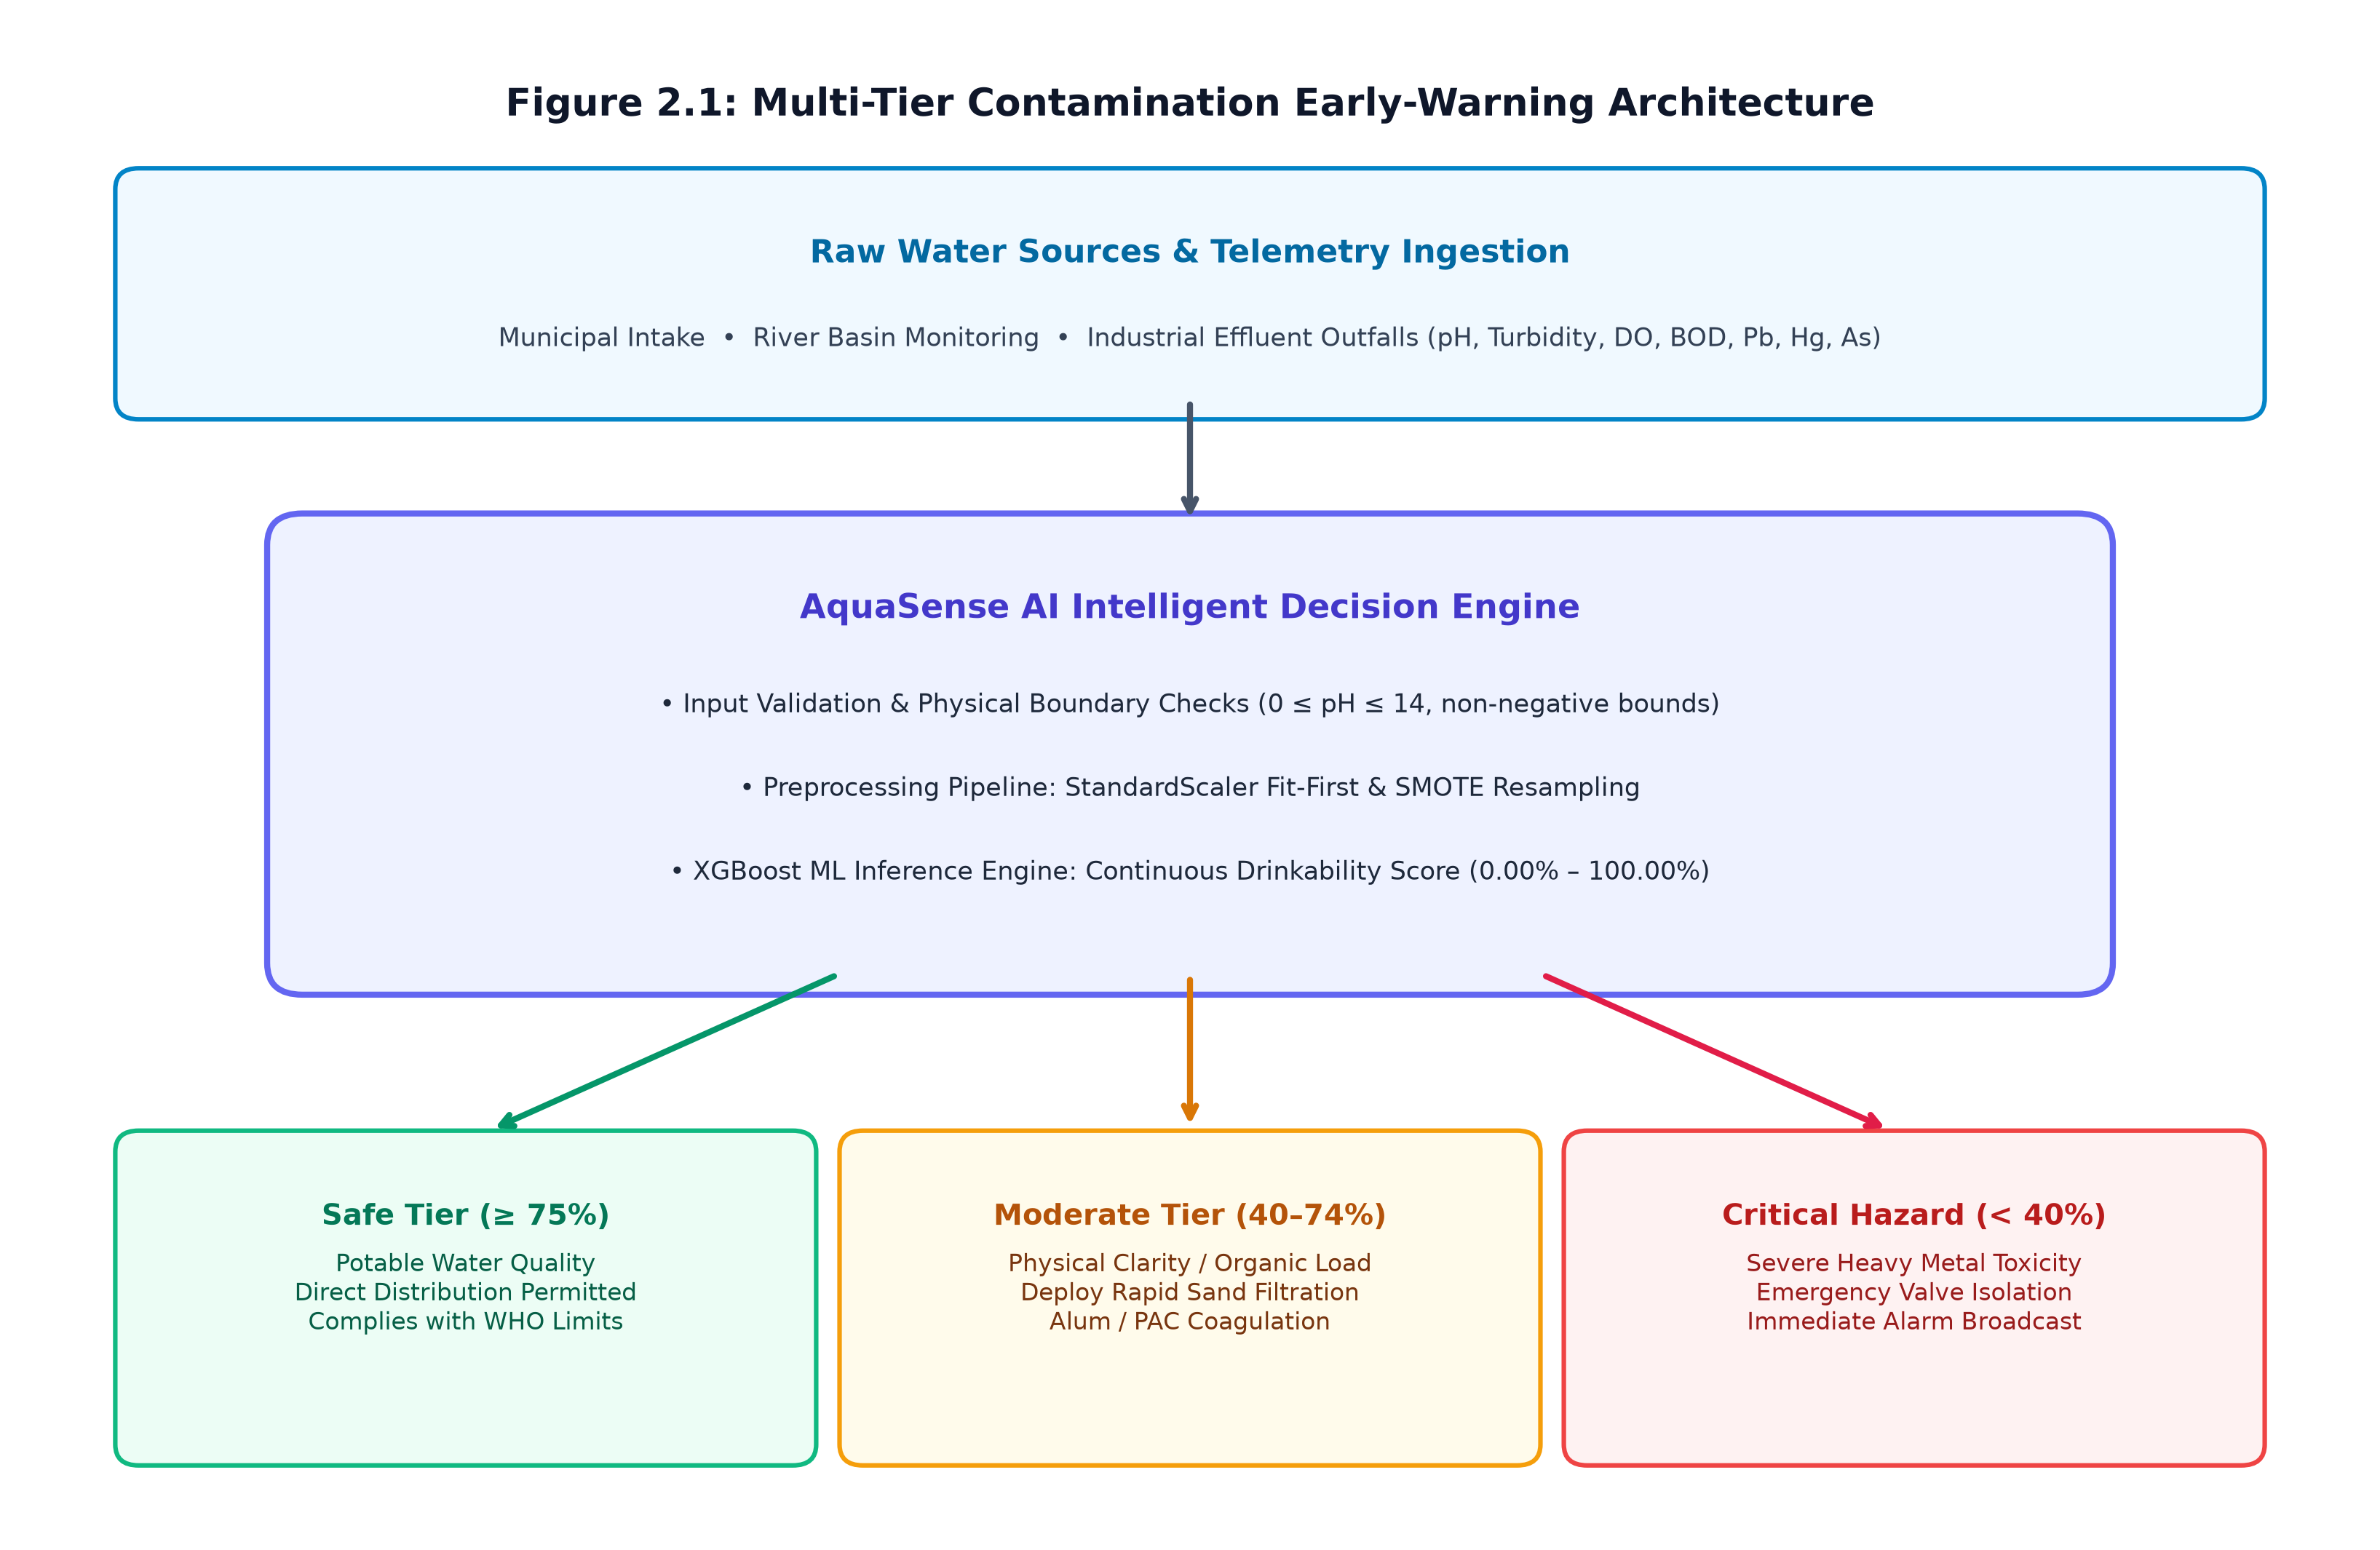 Figure 2.1: Multi-Tier Contamination Early-Warning Architecture
Raw Water Sources & Telemetry Ingestion
Municipal Intake • River Basin Monitoring • Industrial Effluent Outfalls (pH, Turbidity, DO, BOD, Pb, Hg, As)
AquaSense AI Intelligent Decision Engine
• Input Validation & Physical Boundary Checks (0 ≤ pH ≤ 14, non-negative bounds)
• Preprocessing Pipeline: StandardScaler Fit-First & SMOTE Resampling
• XGBoost ML Inference Engine: Continuous Drinkability Score (0.00% – 100.00%)
Safe Tier (≥ 75%)
Potable Water Quality
Direct Distribution Permitted
Complies with WHO Limits
Moderate Tier (40–74%)
Physical Clarity / Organic Load
Deploy Rapid Sand Filtration
Alum / PAC Coagulation
Critical Hazard (< 40%)
Severe Heavy Metal Toxicity
Emergency Valve Isolation
Immediate Alarm Broadcast